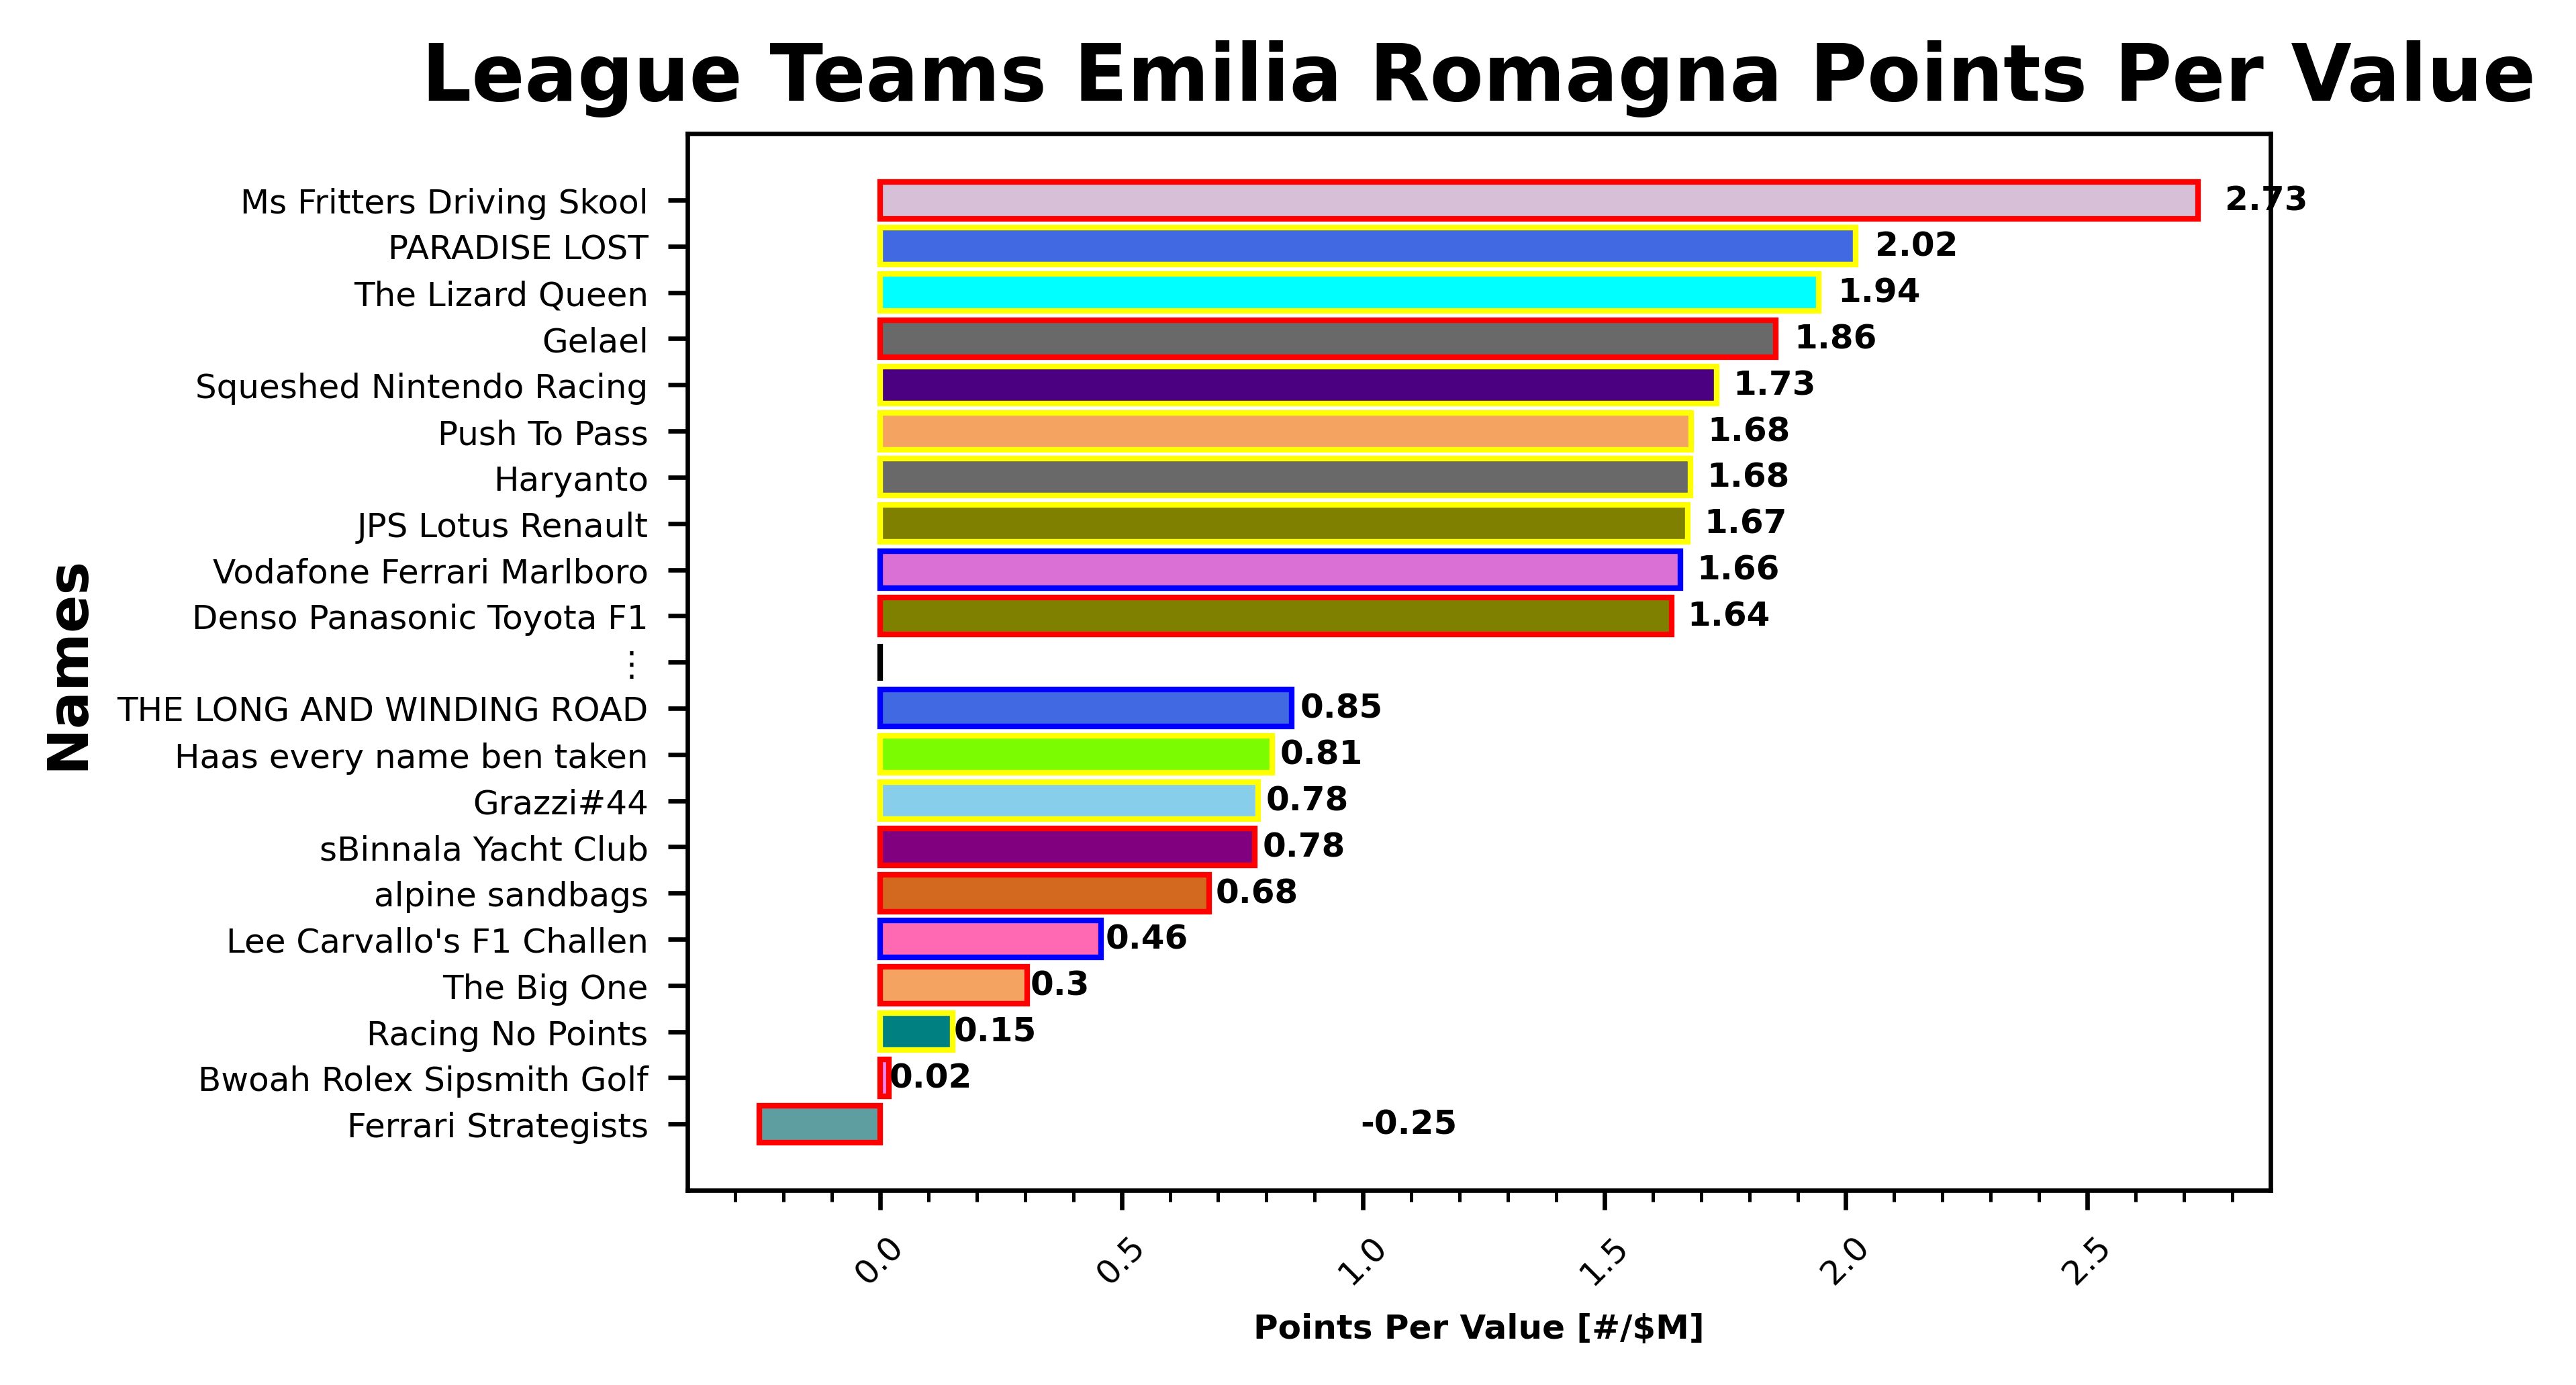 League Teams Emilia Romagna Points Per Value
Names
Ms Fritters Driving Skool 2.73
PARADISE LOST 2.02
The Lizard Queen 1.94
Gelael 1.86
Squeshed Nintendo Racing 1.73
Push To Pass 1.68
Haryanto 1.68
JPS Lotus Renault 1.67
Vodafone Ferrari Marlboro 1.66
Denso Panasonic Toyota F1 1.64
⋮
THE LONG AND WINDING ROAD 0.85
Haas every name ben taken 0.81
Grazzi#44 0.78
sBinnala Yacht Club 0.78
alpine sandbags 0.68
Lee Carvallo's F1 Challen 0.46
The Big One 0.3
Racing No Points 0.15
Bwoah Rolex Sipsmith Golf 0.02
Ferrari Strategists -0.25
0.0 0.5 1.0 1.5 2.0 2.5
Points Per Value [#/$M]